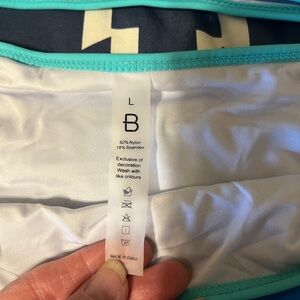 L
B
82% Nylon
18% Spandex
Exclusive of
decoration
Wash with
like colours
MADE IN CHINA